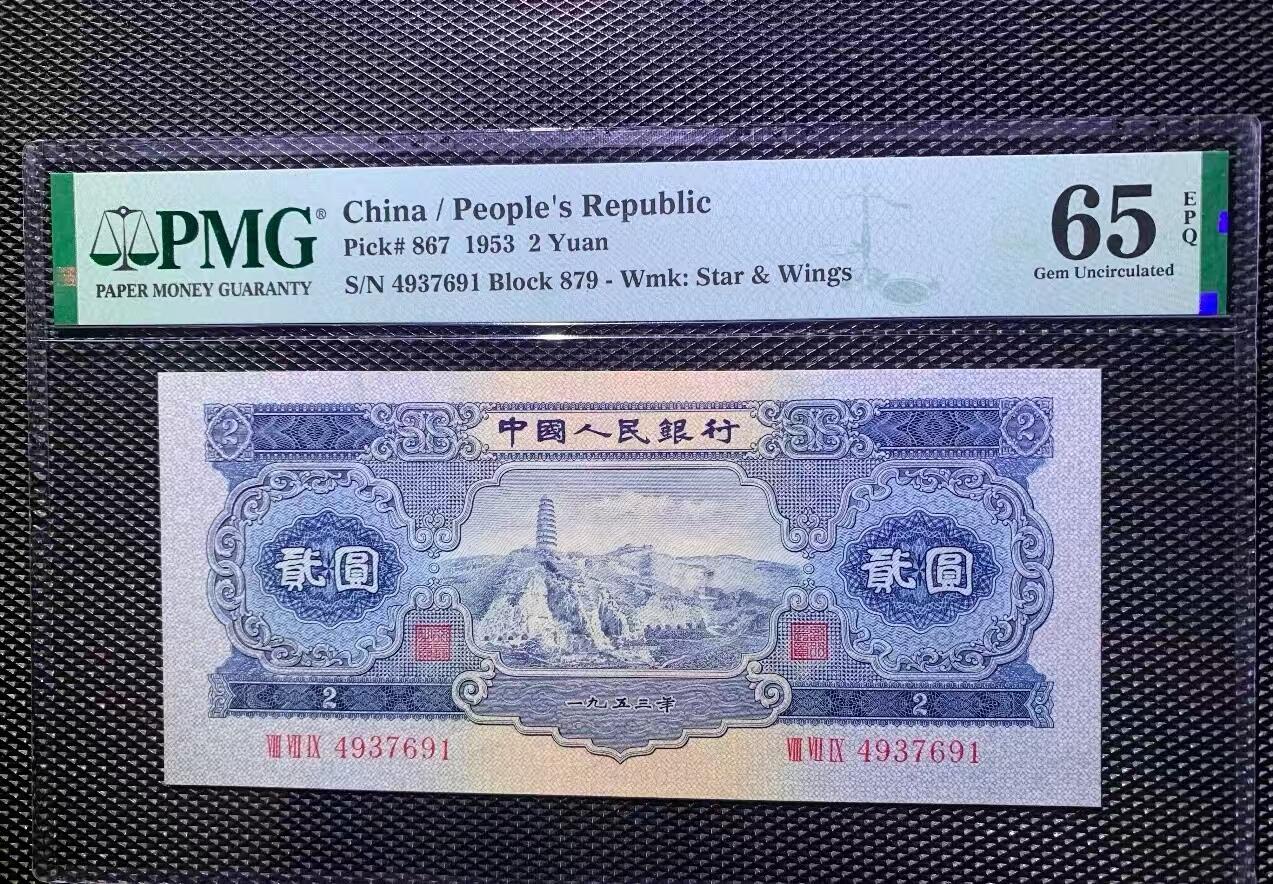 PMG®
PAPER MONEY GUARANTY
China / People's Republic
Pick# 867 1953 2 Yuan
S/N 4937691 Block 879 - Wmk: Star & Wings
65
EPQ
Gem Uncirculated
2 中國人民銀行 2
貳圓 貳圓
2 一九五三年 2
VIII VII IX 4937691 VIII VII IX 4937691